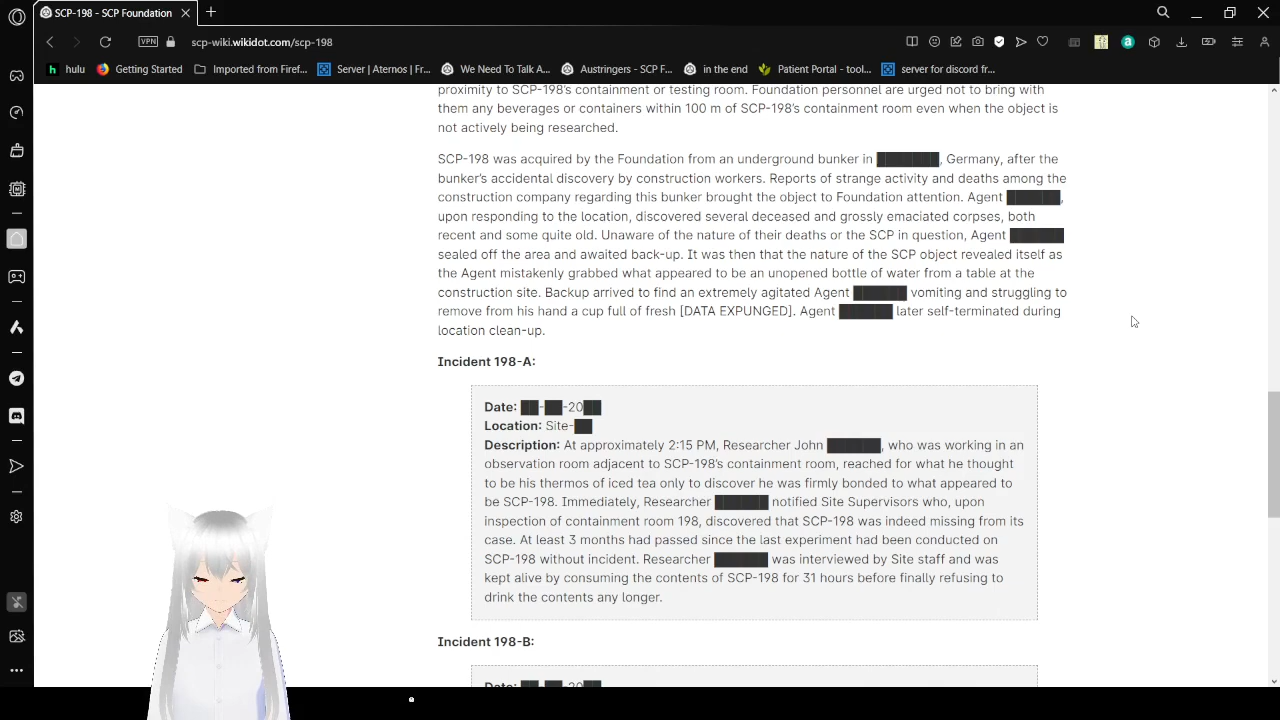 SCP-198 - SCP Foundation
VPN
scp-wiki.wikidot.com/scp-198
hulu
Getting Started
Imported from Firef...
Server | Aternos | Fr...
We Need To Talk A...
Austringers - SCP F...
in the end
Patient Portal - tool...
server for discord fr...
proximity to SCP-198's containment or testing room. Foundation personnel are urged not to bring with
them any beverages or containers within 100 m of SCP-198's containment room even when the object is
not actively being researched.
SCP-198 was acquired by the Foundation from an underground bunker in ███████, Germany, after the
bunker's accidental discovery by construction workers. Reports of strange activity and deaths among the
construction company regarding this bunker brought the object to Foundation attention. Agent ██████,
upon responding to the location, discovered several deceased and grossly emaciated corpses, both
recent and some quite old. Unaware of the nature of their deaths or the SCP in question, Agent ██████
sealed off the area and awaited back-up. It was then that the nature of the SCP object revealed itself as
the Agent mistakenly grabbed what appeared to be an unopened bottle of water from a table at the
construction site. Backup arrived to find an extremely agitated Agent ██████ vomiting and struggling to
remove from his hand a cup full of fresh [DATA EXPUNGED]. Agent ██████ later self-terminated during
location clean-up.
Incident 198-A:
Date: ██-██-20██
Location: Site-██
Description: At approximately 2:15 PM, Researcher John ██████, who was working in an
observation room adjacent to SCP-198's containment room, reached for what he thought
to be his thermos of iced tea only to discover he was firmly bonded to what appeared to
be SCP-198. Immediately, Researcher ██████ notified Site Supervisors who, upon
inspection of containment room 198, discovered that SCP-198 was indeed missing from its
case. At least 3 months had passed since the last experiment had been conducted on
SCP-198 without incident. Researcher ██████ was interviewed by Site staff and was
kept alive by consuming the contents of SCP-198 for 31 hours before finally refusing to
drink the contents any longer.
Incident 198-B: